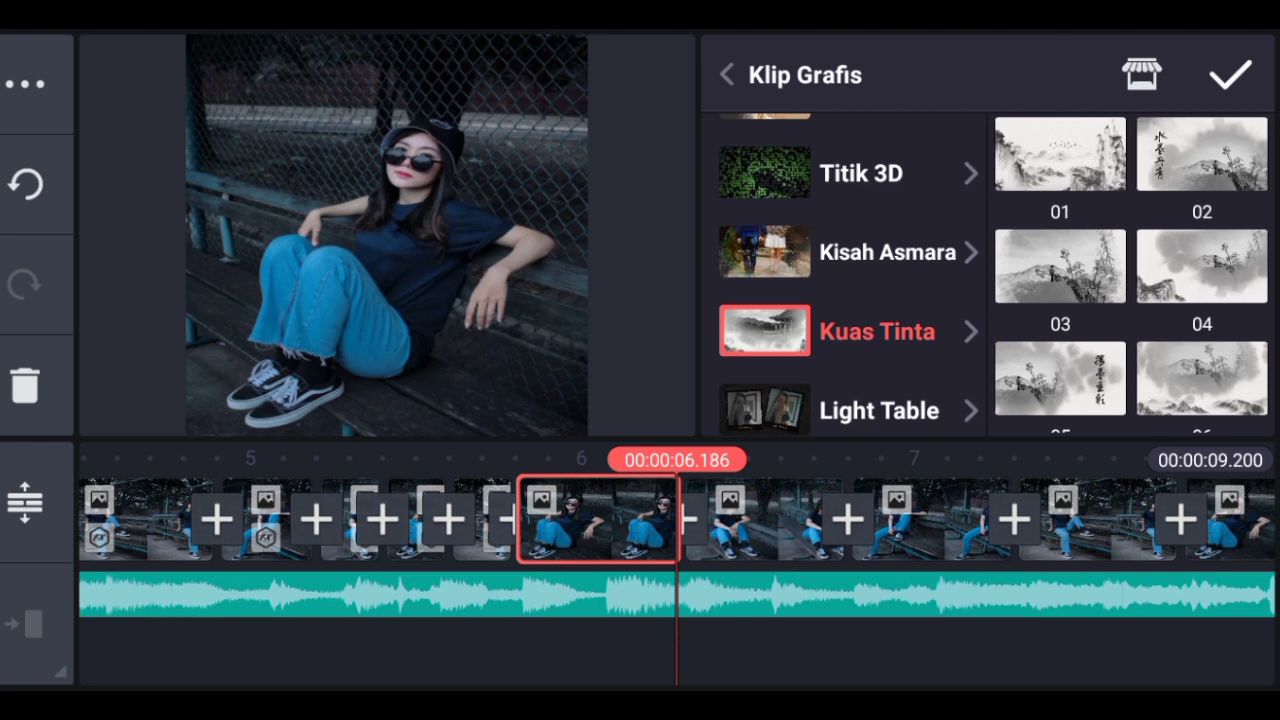 Klip Grafis
Titik 3D
Kisah Asmara
Kuas Tinta
Light Table
01
02
03
04
5
6
00:00:06.186
7
00:00:09.200